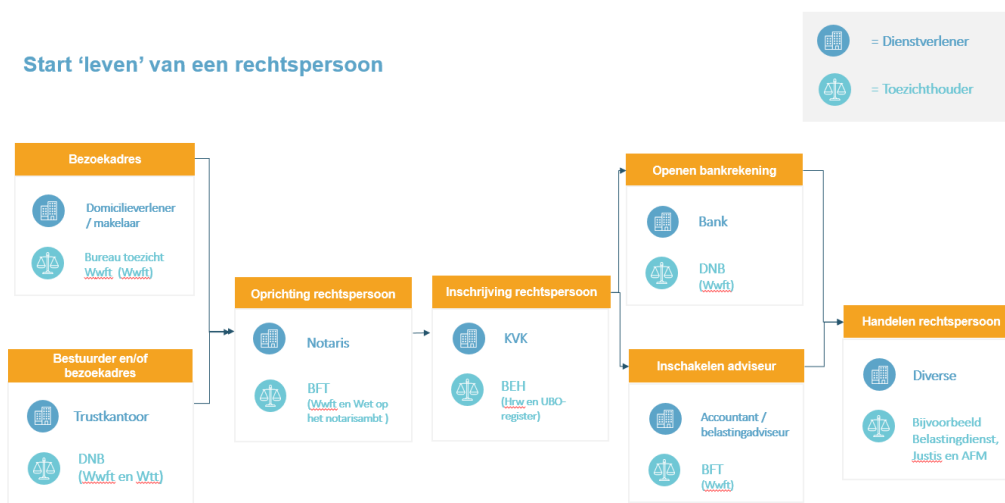 Start ‘leven’ van een rechtspersoon
= Dienstverlener
= Toezichthouder
Bezoekadres
Domicilieverlener
/ makelaar
Bureau toezicht
Wwft (Wwft)
Bestuurder en/of
bezoekadres
Trustkantoor
DNB
(Wwft en Wtt)
Oprichting rechtspersoon
Notaris
BFT
(Wwft en Wet op
het notarisambt )
Inschrijving rechtspersoon
KVK
BEH
(Hrw en UBO-
register)
Openen bankrekening
Bank
DNB
(Wwft)
Inschakelen adviseur
Accountant /
belastingadviseur
BFT
(Wwft)
Handelen rechtspersoon
Diverse
Bijvoorbeeld
Belastingdienst,
Justis en AFM